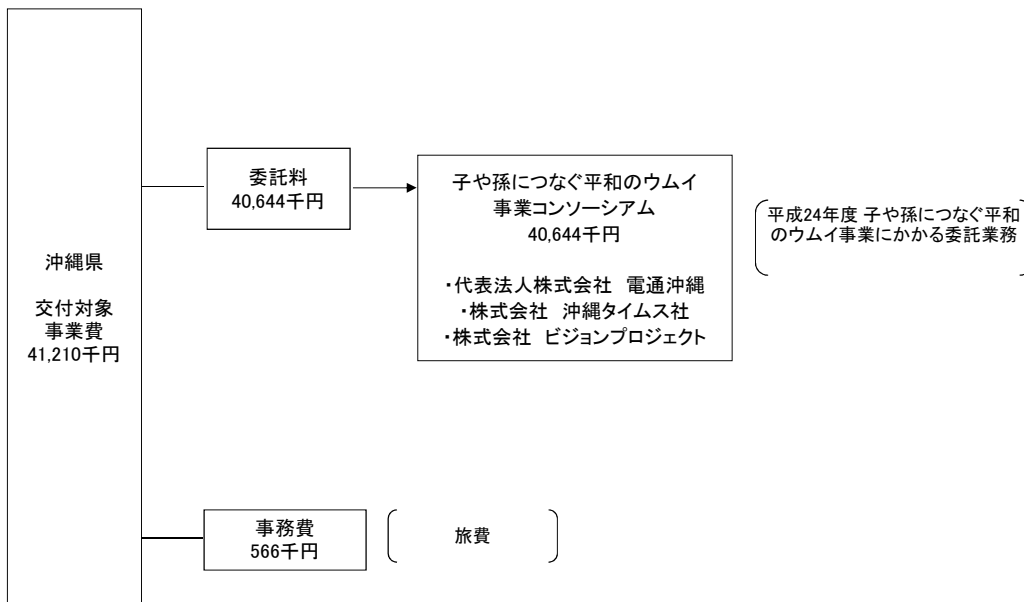 沖縄県
交付対象
事業費
41,210千円
委託料
40,644千円
子や孫につなぐ平和のウムイ
事業コンソーシアム
40,644千円
・代表法人株式会社　電通沖縄
・株式会社　沖縄タイムス社
・株式会社　ビジョンプロジェクト
平成24年度 子や孫につなぐ平和
のウムイ事業にかかる委託業務
事務費
566千円
旅費